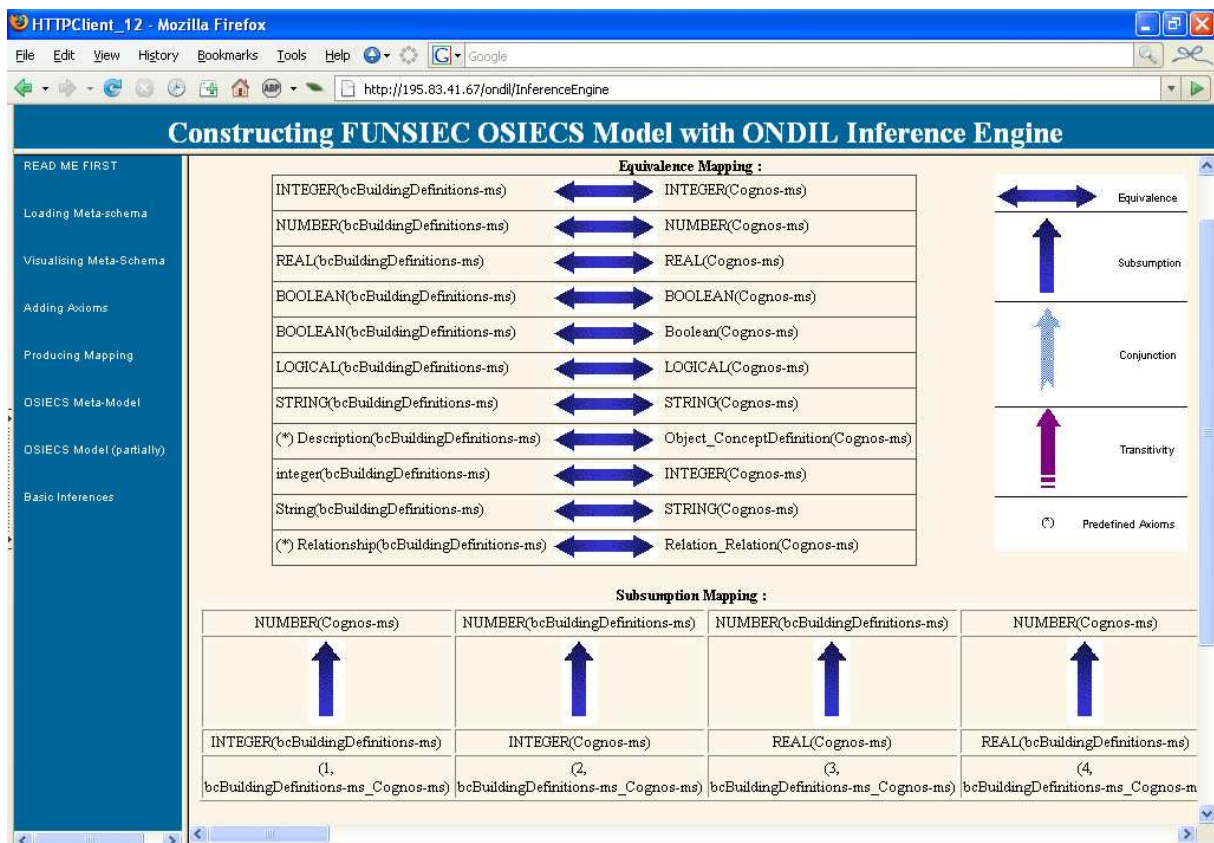 HTTPClient_12 - Mozilla Firefox
File Edit View History Bookmarks Tools Help G Google
ABP http://195.83.41.67/ondil/InferenceEngine
Constructing FUNSIEC OSIECS Model with ONDIL Inference Engine
READ ME FIRST
Loading Meta-schema
Visualising Meta-Schema
Adding Axioms
Producing Mapping
OSIECS Meta-Model
OSIECS Model (partially)
Basic Inferences
Equivalence Mapping :
INTEGER(bcBuildingDefinitions-ms) INTEGER(Cognos-ms)
NUMBER(bcBuildingDefinitions-ms) NUMBER(Cognos-ms)
REAL(bcBuildingDefinitions-ms) REAL(Cognos-ms)
BOOLEAN(bcBuildingDefinitions-ms) BOOLEAN(Cognos-ms)
BOOLEAN(bcBuildingDefinitions-ms) Boolean(Cognos-ms)
LOGICAL(bcBuildingDefinitions-ms) LOGICAL(Cognos-ms)
STRING(bcBuildingDefinitions-ms) STRING(Cognos-ms)
(*) Description(bcBuildingDefinitions-ms) Object_ConceptDefinition(Cognos-ms)
integer(bcBuildingDefinitions-ms) INTEGER(Cognos-ms)
String(bcBuildingDefinitions-ms) STRING(Cognos-ms)
(*) Relationship(bcBuildingDefinitions-ms) Relation_Relation(Cognos-ms)
Equivalence
Subsumption
Conjunction
Transitivity
(*) Predefined Axioms
Subsumption Mapping :
NUMBER(Cognos-ms) NUMBER(bcBuildingDefinitions-ms) NUMBER(bcBuildingDefinitions-ms) NUMBER(Cognos-ms)
INTEGER(bcBuildingDefinitions-ms) INTEGER(Cognos-ms) REAL(Cognos-ms) REAL(bcBuildingDefinitions-ms)
(1, (2, (3, (4,
bcBuildingDefinitions-ms_Cognos-ms) bcBuildingDefinitions-ms_Cognos-ms) bcBuildingDefinitions-ms_Cognos-ms) bcBuildingDefinitions-ms_Cognos-m